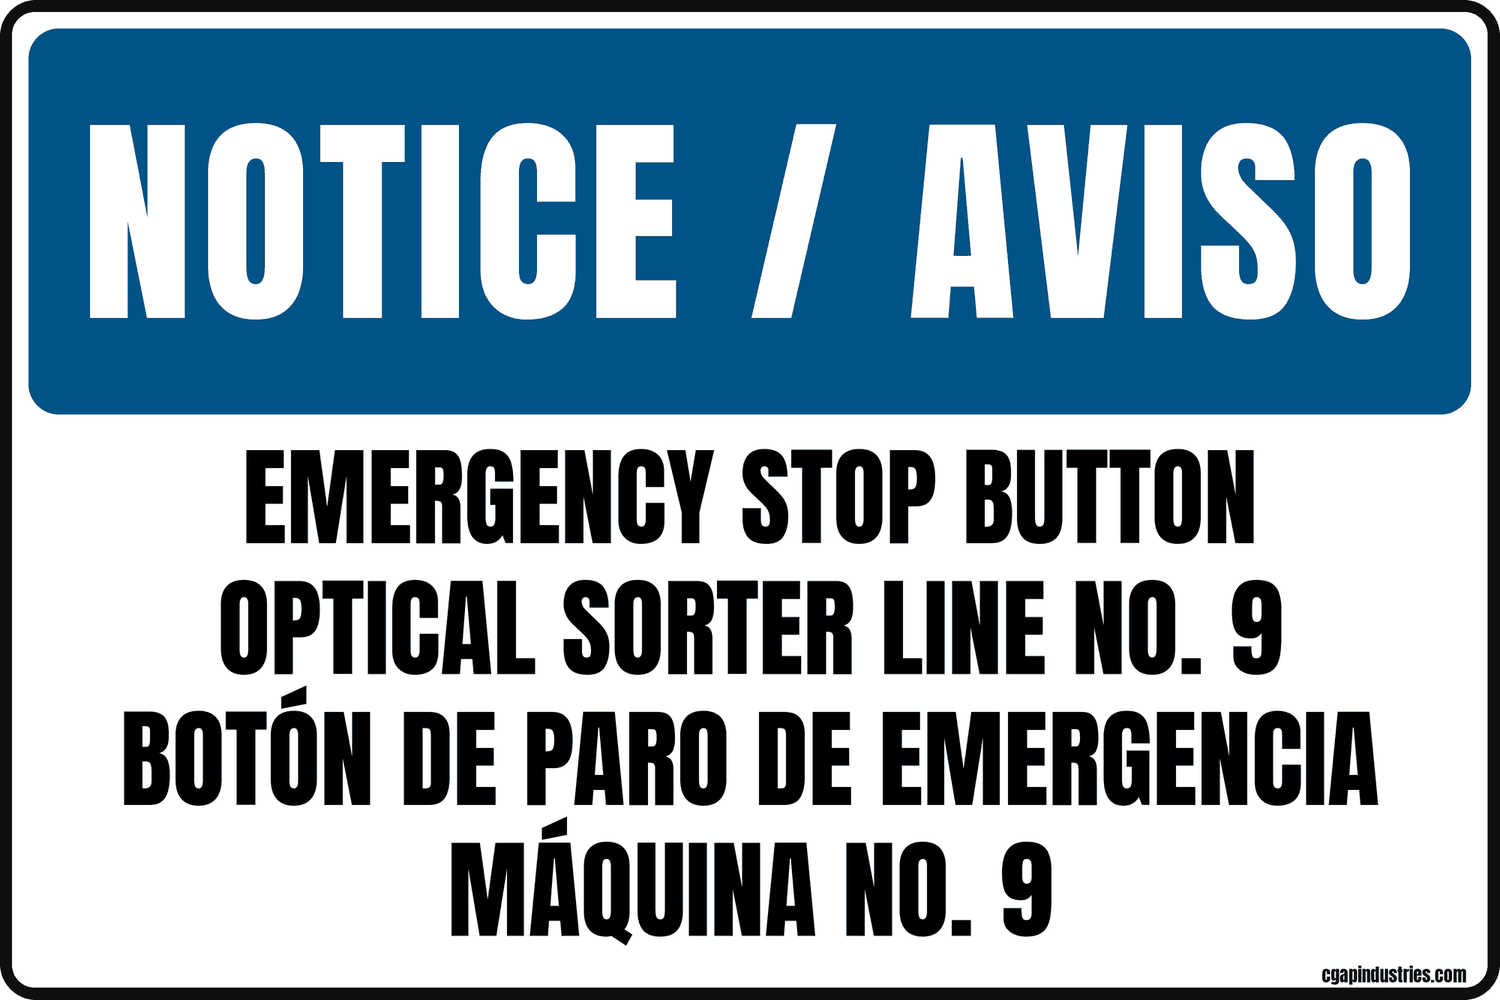 NOTICE / AVISO
EMERGENCY STOP BUTTON
OPTICAL SORTER LINE NO. 9
BOTÓN DE PARO DE EMERGENCIA
MÁQUINA NO. 9
cgapindustries.com